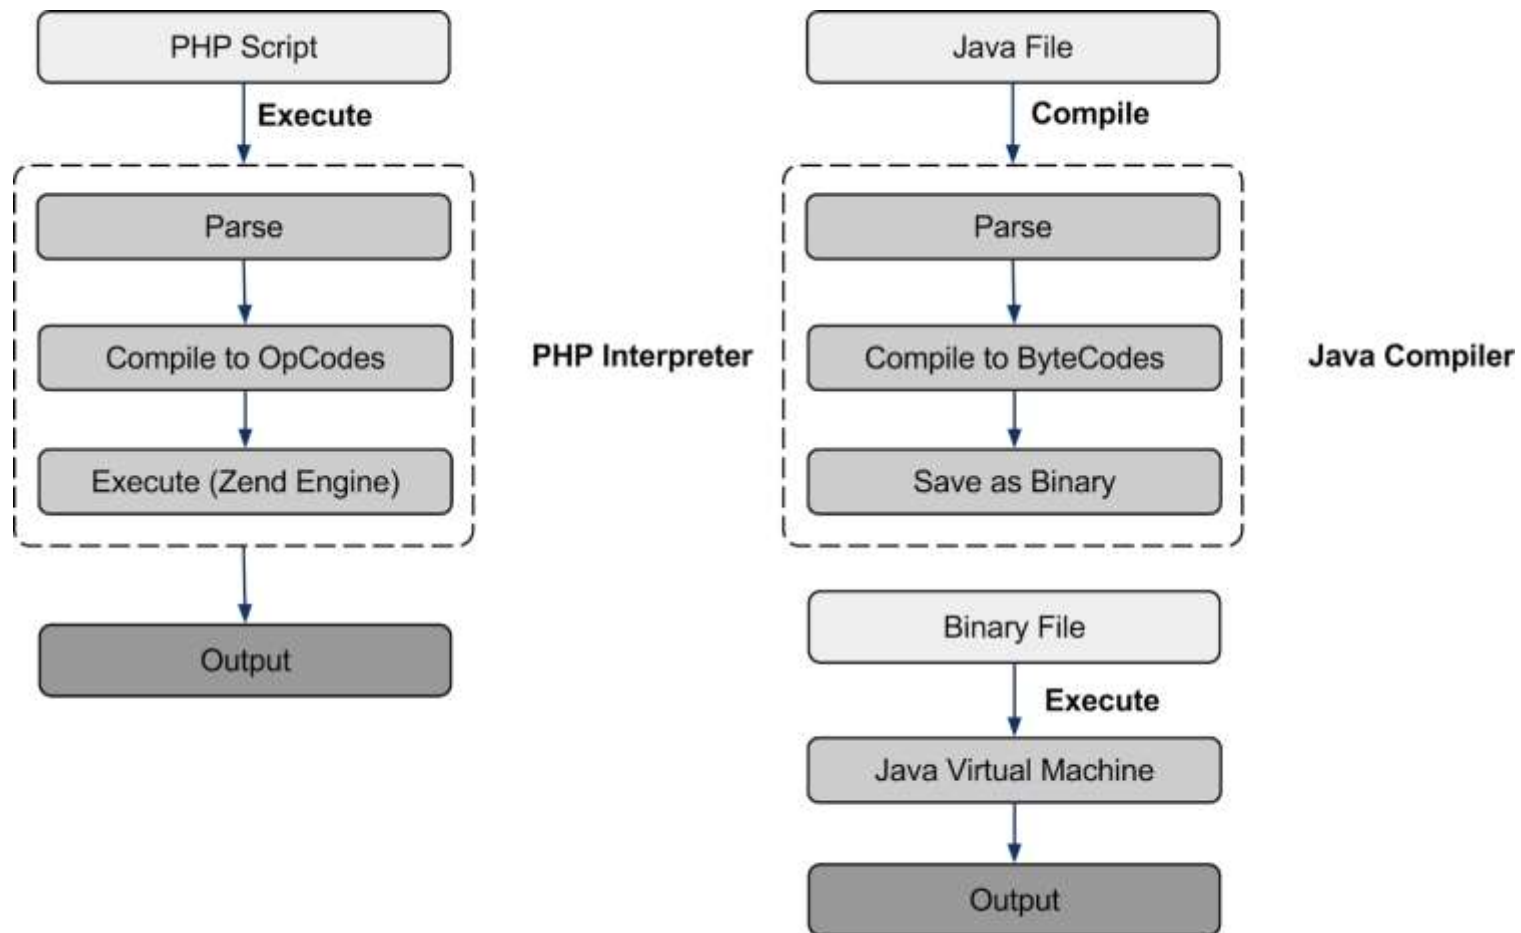 PHP Script
Execute
Parse
Compile to OpCodes
Execute (Zend Engine)
PHP Interpreter
Output
Java File
Compile
Parse
Compile to ByteCodes
Save as Binary
Java Compiler
Binary File
Execute
Java Virtual Machine
Output